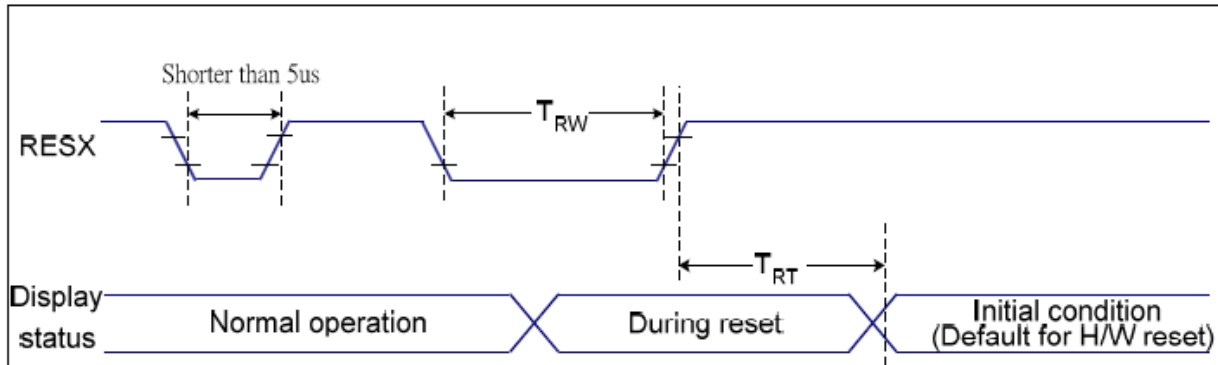 Shorter than 5us
RESX
TRW
TRT
Display
status
Normal operation
During reset
Initial condition
(Default for H/W reset)